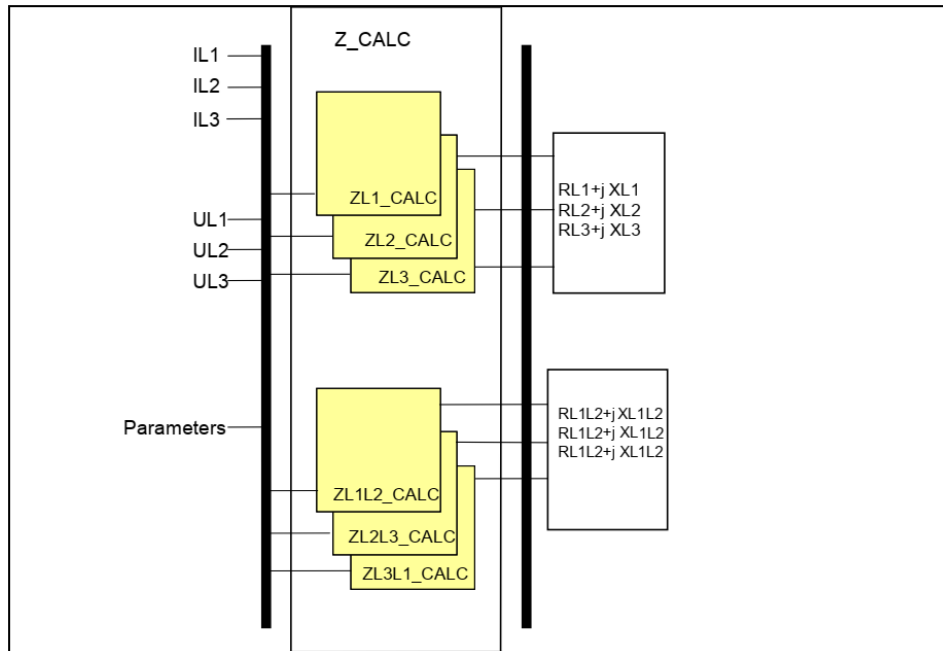 Z_CALC
IL1
IL2
IL3
UL1
UL2
UL3
Parameters
ZL1_CALC
ZL2_CALC
ZL3_CALC
RL1+j XL1
RL2+j XL2
RL3+j XL3
ZL1L2_CALC
ZL2L3_CALC
ZL3L1_CALC
RL1L2+j XL1L2
RL1L2+j XL1L2
RL1L2+j XL1L2